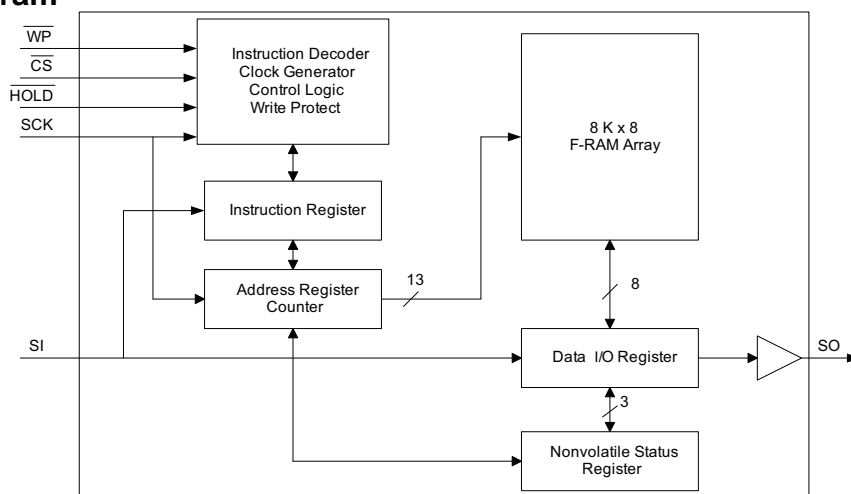 WP
CS
HOLD
SCK
Instruction Decoder
Clock Generator
Control Logic
Write Protect
8 K x 8
F-RAM Array
Instruction Register
Address Register
Counter
13
8
SI
Data I/O Register
SO
3
Nonvolatile Status
Register